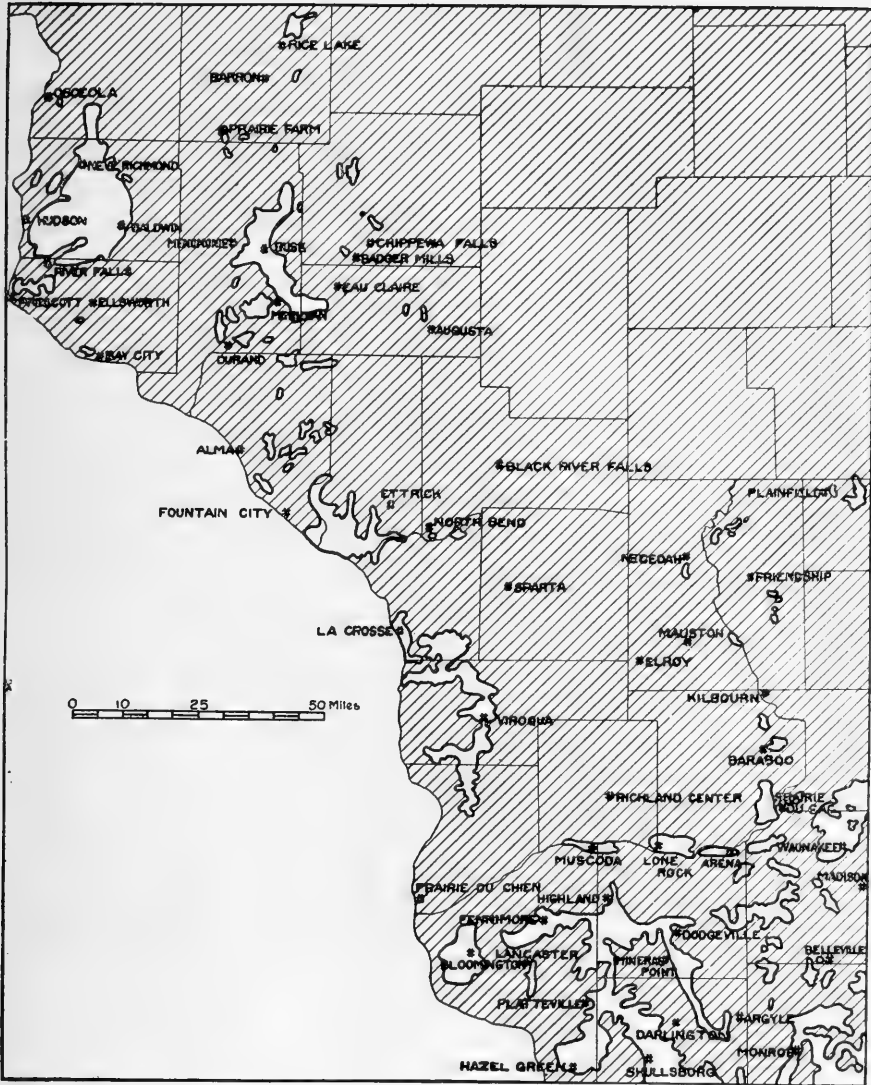 RICE LAKE
BARRON
OSCEOLA
PRAIRIE FARM
NEW RICHMOND
HUDSON
BALDWIN
MENOMONIE
RUSK
CHIPPEWA FALLS
BADGER MILLS
RIVER FALLS
EAU CLAIRE
PRESCOTT
ELLSWORTH
MERIDEAN
AUGUSTA
BAY CITY
DURAND
ALMA
BLACK RIVER FALLS
PLAINFIELD
ETTRICK
FOUNTAIN CITY
NORTH BEND
NECEDAH
FRIENDSHIP
SPARTA
LA CROSSE
MAUSTON
ELROY
KILBOURN
0 10 25 50 Miles
VIROQUA
BARABOO
RICHLAND CENTER
PRAIRIE
DU SAC
MUSCODA
LONE
ROCK
ARENA
WAUNAKEE
MADISON
PRAIRIE DU CHIEN
HIGHLAND
FENNIMORE
DODGEVILLE
LANCASTER
BLOOMINGTON
MINERAL
POINT
BELLEVILLE
PLATTEVILLE
ARGYLE
DARLINGTON
MONROE
HAZEL GREEN
SHULLSBURG